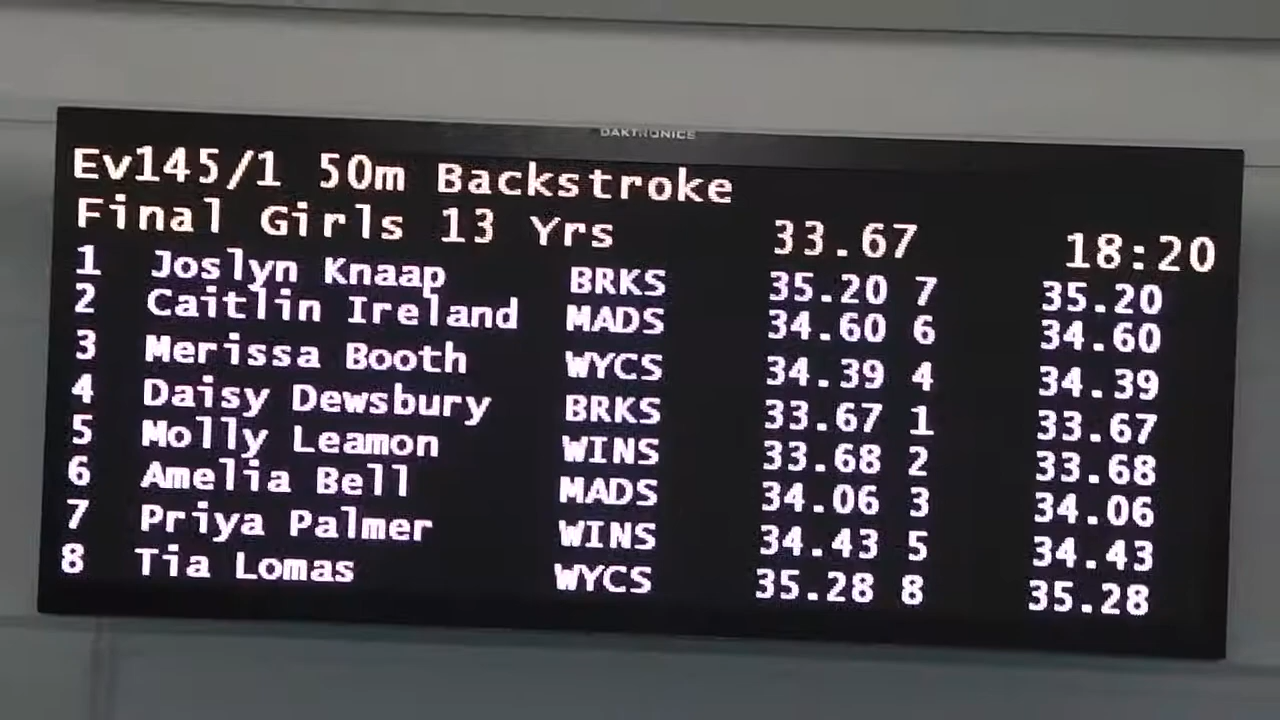 DAKTRONICS
Ev145/1 50m Backstroke
Final Girls 13 Yrs 33.67 18:20
1 Joslyn Knaap BRKS 35.20 7 35.20
2 Caitlin Ireland MADS 34.60 6 34.60
3 Merissa Booth WYCS 34.39 4 34.39
4 Daisy Dewsbury BRKS 33.67 1 33.67
5 Molly Leamon WINS 33.68 2 33.68
6 Amelia Bell MADS 34.06 3 34.06
7 Priya Palmer WINS 34.43 5 34.43
8 Tia Lomas WYCS 35.28 8 35.28